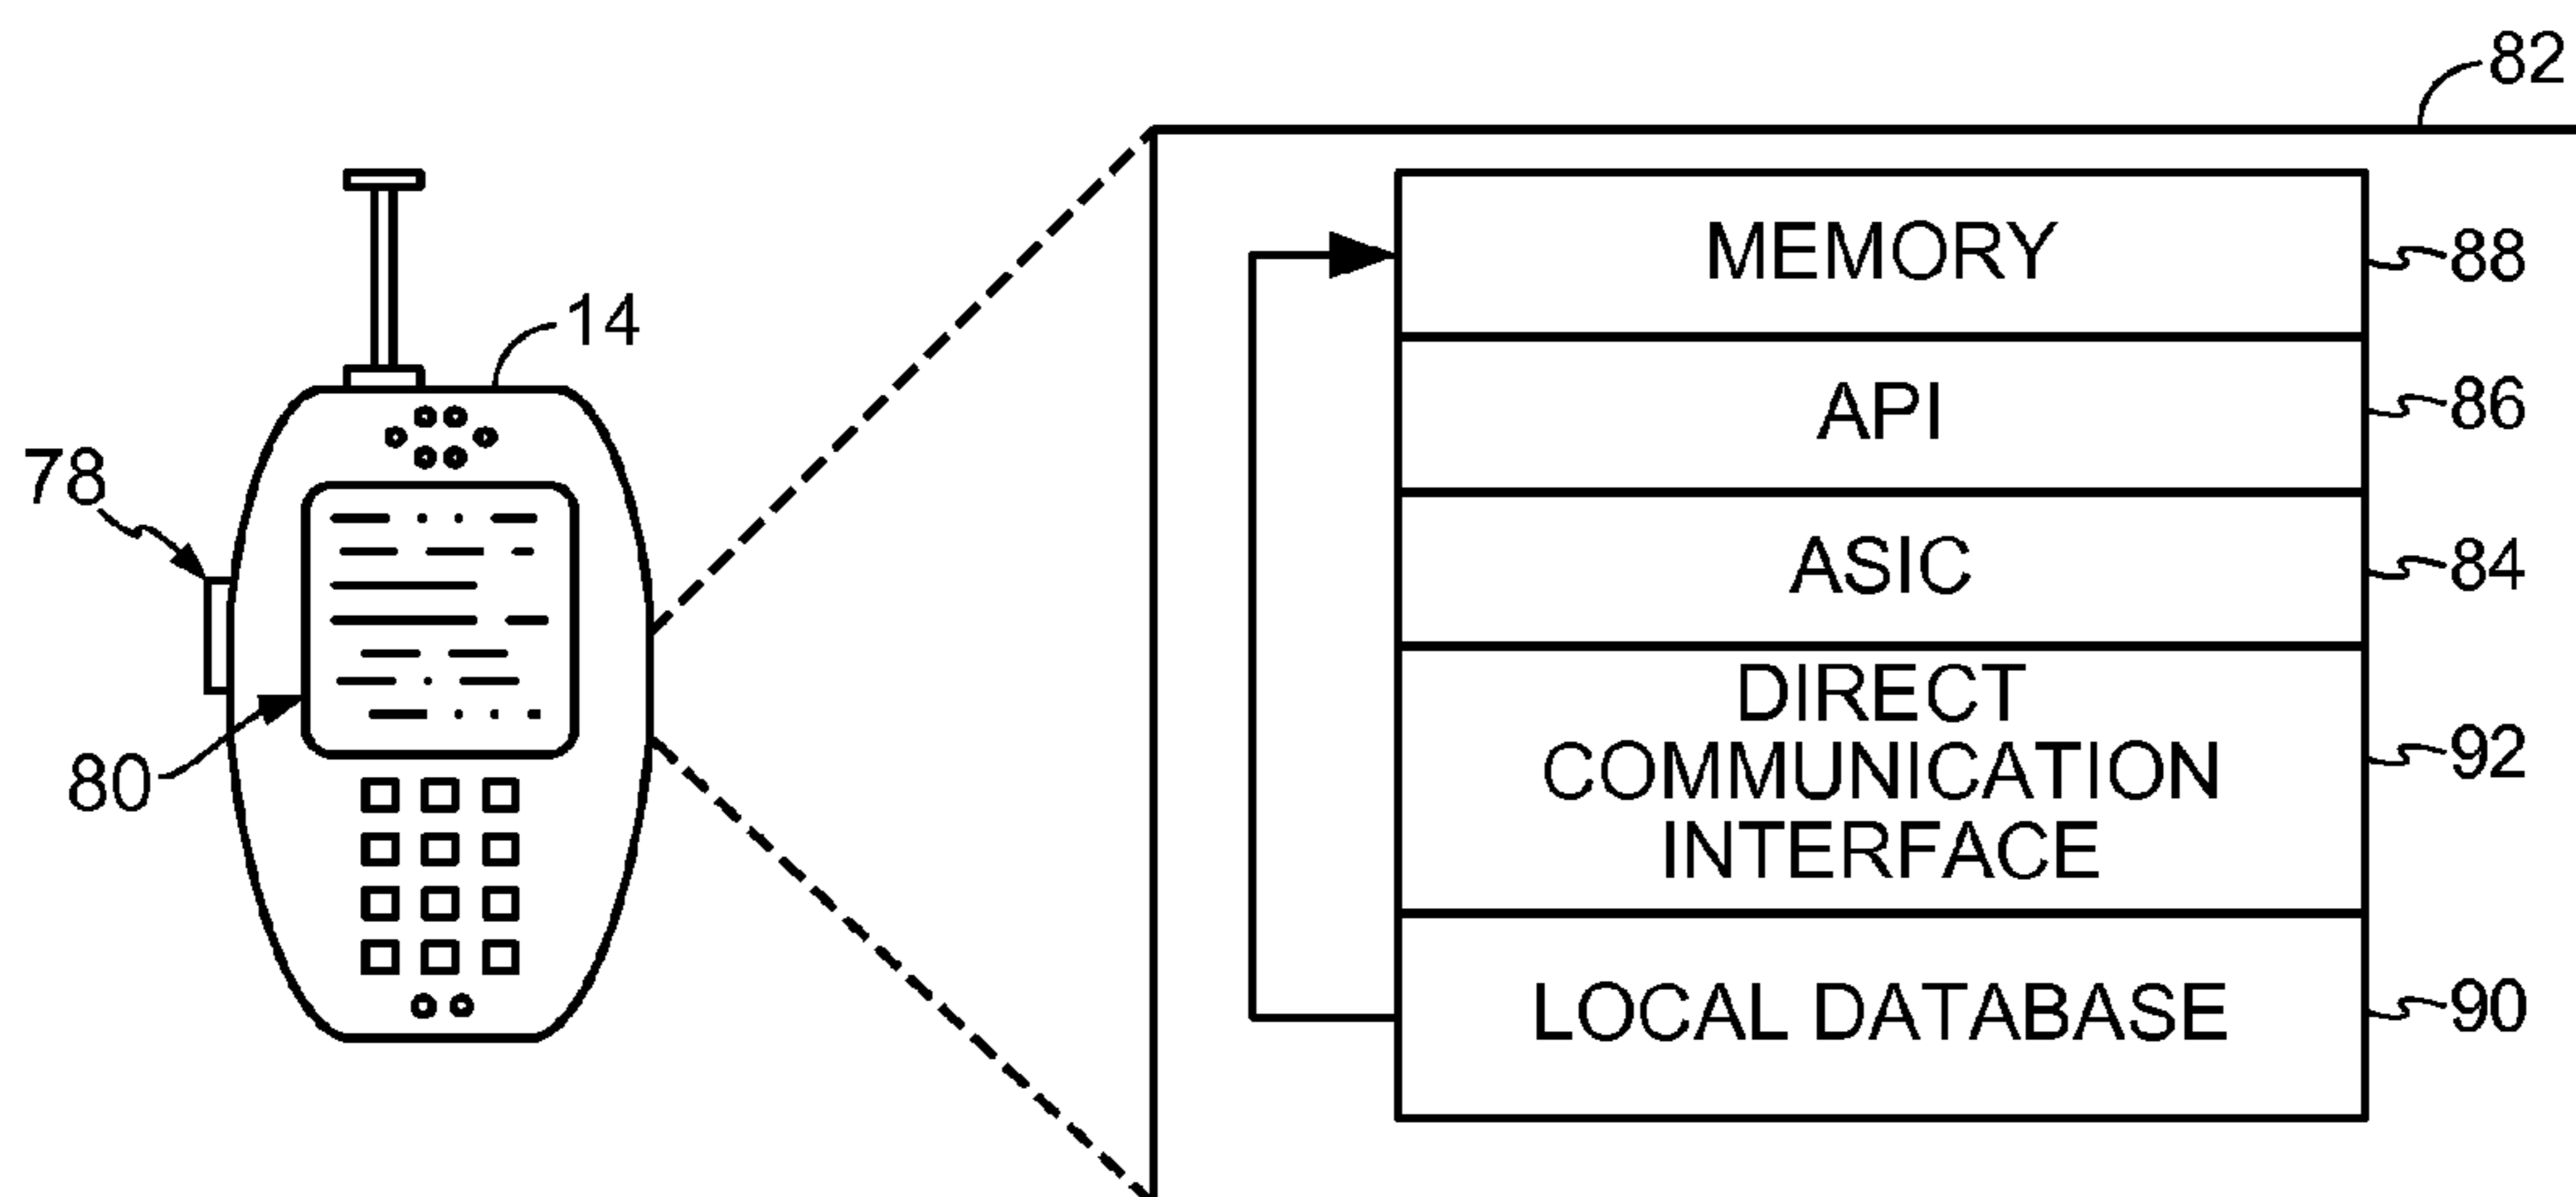 82
MEMORY
88
14
API
86
78
ASIC
84
DIRECT
COMMUNICATION
INTERFACE
92
80
LOCAL DATABASE
90